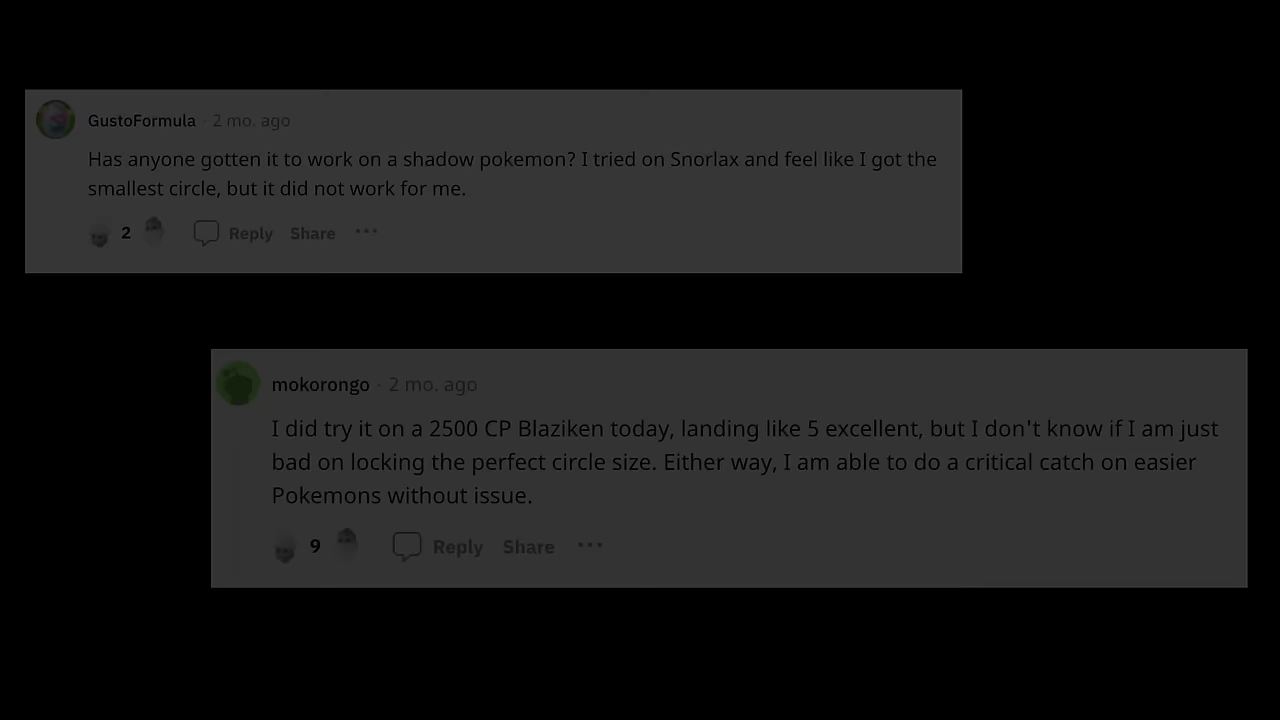 GustoFormula · 2 mo. ago
Has anyone gotten it to work on a shadow pokemon? I tried on Snorlax and feel like I got the
smallest circle, but it did not work for me.
2 Reply Share ...
mokorongo · 2 mo. ago
I did try it on a 2500 CP Blaziken today, landing like 5 excellent, but I don't know if I am just
bad on locking the perfect circle size. Either way, I am able to do a critical catch on easier
Pokemons without issue.
9 Reply Share ...